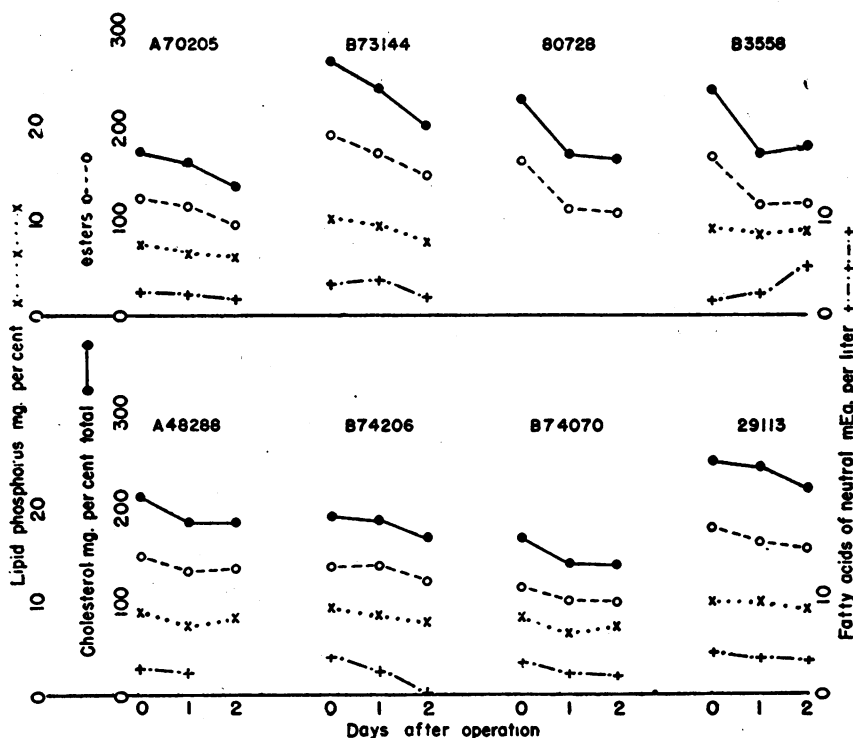 A70205
B73144
80728
B3558
300
200
100
0
20
10
0
10
0
esters o---o
x....x....x
A48288
B74206
B74070
29113
300
200
100
0
20
10
0
10
0
Lipid phosphorus mg. per cent
Cholesterol mg. per cent total
Fatty acids of neutral mEq. per liter +.—.+.—.+
0 1 2 0 1 2 0 1 2 0 1 2
Days after operation